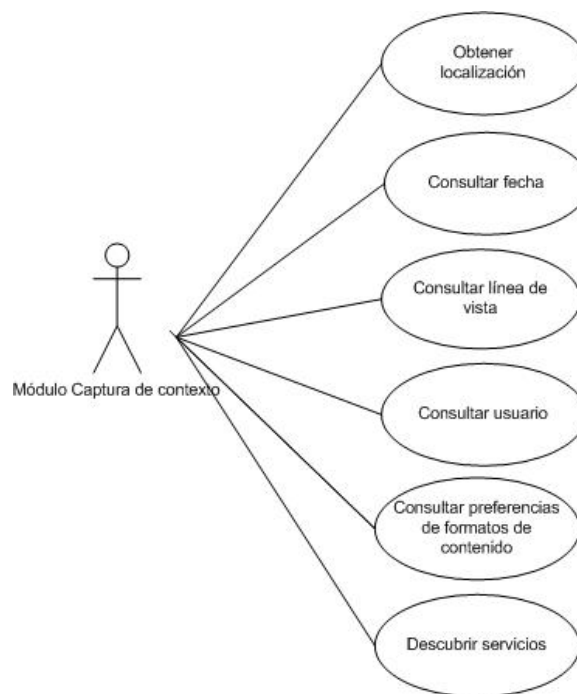 Obtener
localización
Consultar fecha
Consultar línea de
vista
Módulo Captura de contexto
Consultar usuario
Consultar preferencias
de formatos de
contenido
Descubrir servicios